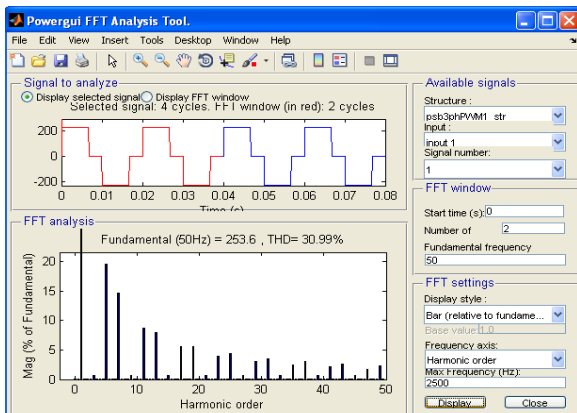 Powergui FFT Analysis Tool.
File Edit View Insert Tools Desktop Window Help
Signal to analyze
Display selected signal Display FFT window
Selected signal: 4 cycles. FFT window (in red): 2 cycles
200
0
-200
0 0.01 0.02 0.03 0.04 0.05 0.06 0.07 0.08
Time (s)
FFT analysis
Fundamental (50Hz) = 253.6 , THD= 30.99%
Mag (% of Fundamental)
20
15
10
5
0
0 10 20 30 40 50
Harmonic order
Available signals
Structure :
psb3phPWM1_str
Input :
input 1
Signal number:
1
FFT window
Start time (s): 0
Number of 2
Fundamental frequency
50
FFT settings
Display style :
Bar (relative to fundame...
Base value: 1.0
Frequency axis:
Harmonic order
Max Frequency (Hz):
2500
Display Close